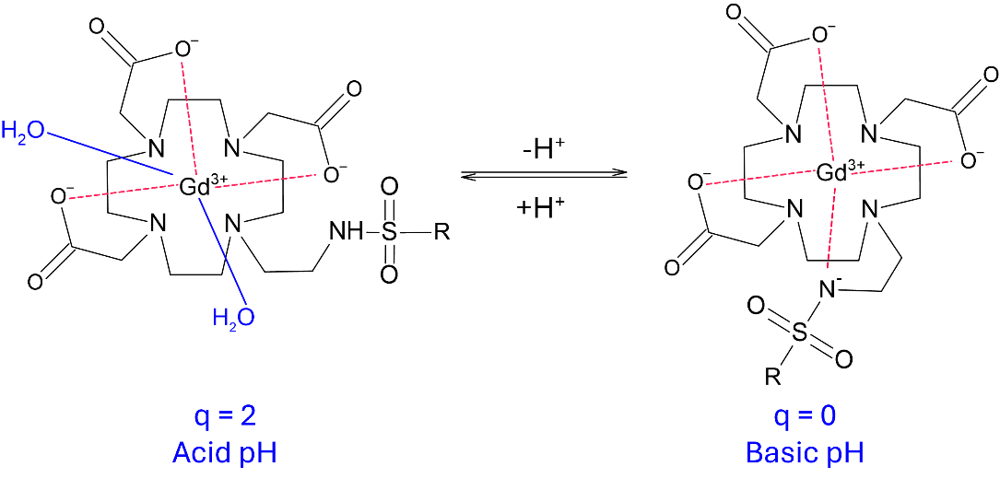 O
O⁻
O
H₂O
N
N
O⁻
Gd³⁺
O⁻
N
N
NH
O
S
R
O
O
H₂O
q = 2
Acid pH
-H⁺
+H⁺
O
O⁻
O
N
N
O⁻
Gd³⁺
O⁻
N
N
O
N⁻
O
S
O
R
q = 0
Basic pH